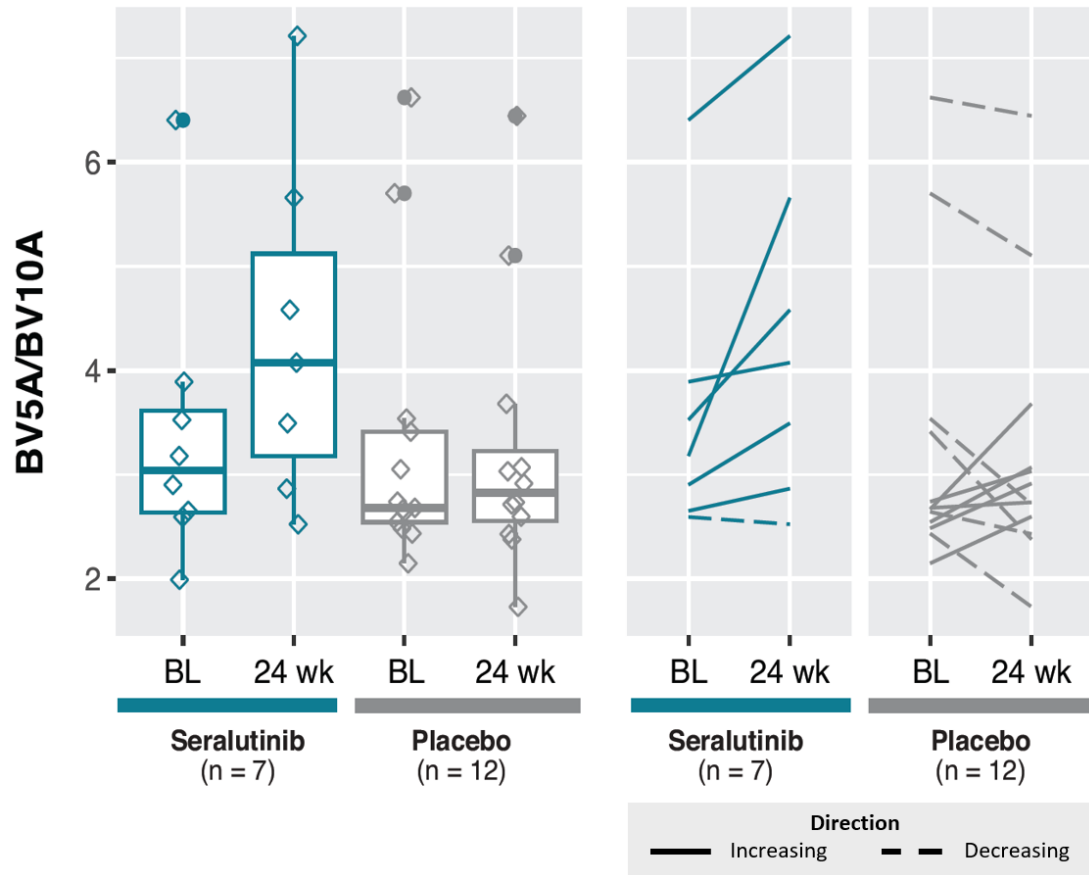 BV5A/BV10A
6
4
2
BL 24 wk BL 24 wk BL 24 wk BL 24 wk
Seralutinib Placebo Seralutinib Placebo
(n = 7) (n = 12) (n = 7) (n = 12)
Direction
Increasing Decreasing